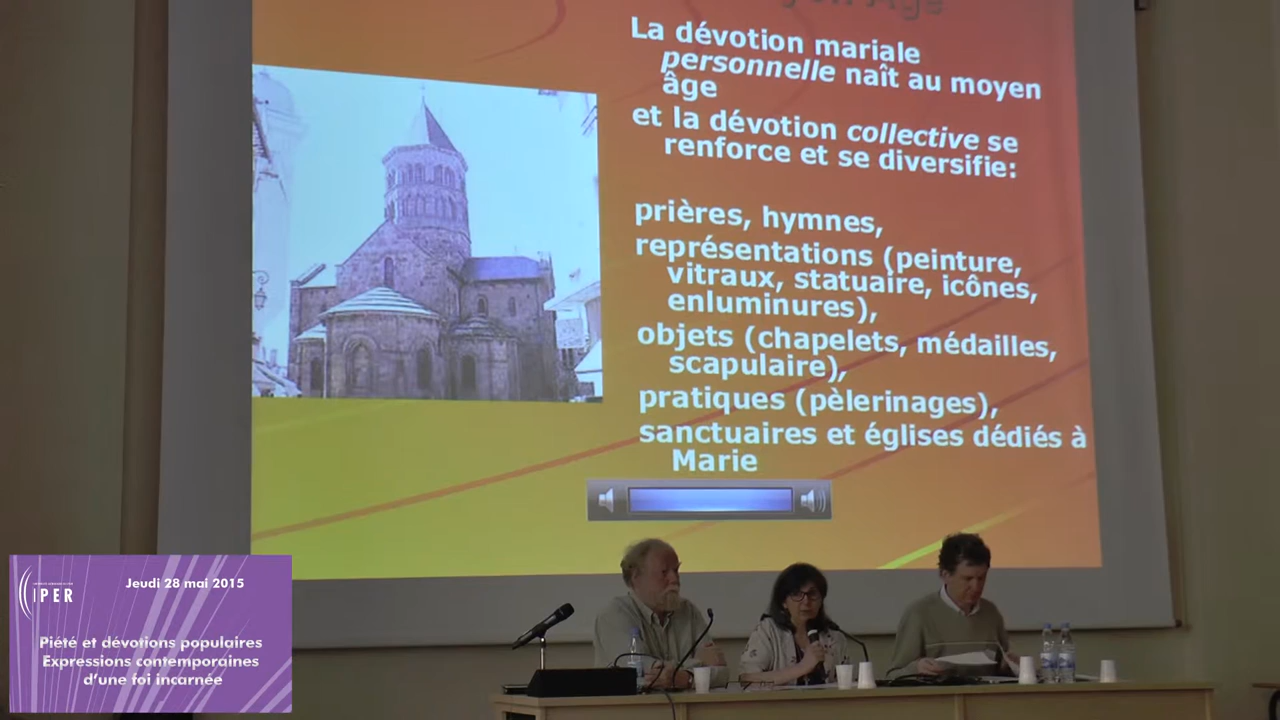 La dévotion mariale
personnelle naît au moyen
âge
et la dévotion collective se
renforce et se diversifie:
prières, hymnes,
représentations (peinture,
vitraux, statuaire, icônes,
enluminures),
objets (chapelets, médailles,
scapulaire),
pratiques (pèlerinages),
sanctuaires et églises dédiés à
Marie
Jeudi 28 mai 2015
IPER
Piété et dévotions populaires
Expressions contemporaines
d'une foi incarnée